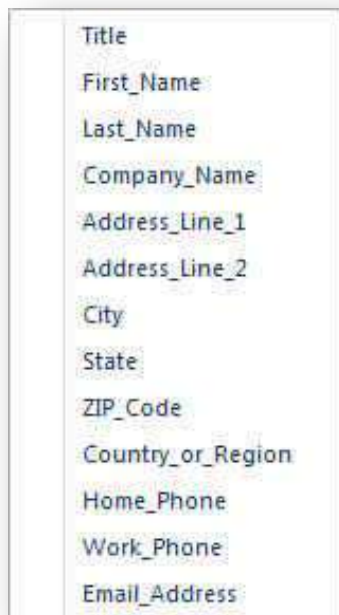 Title
First_Name
Last_Name
Company_Name
Address_Line_1
Address_Line_2
City
State
ZIP_Code
Country_or_Region
Home_Phone
Work_Phone
Email_Address